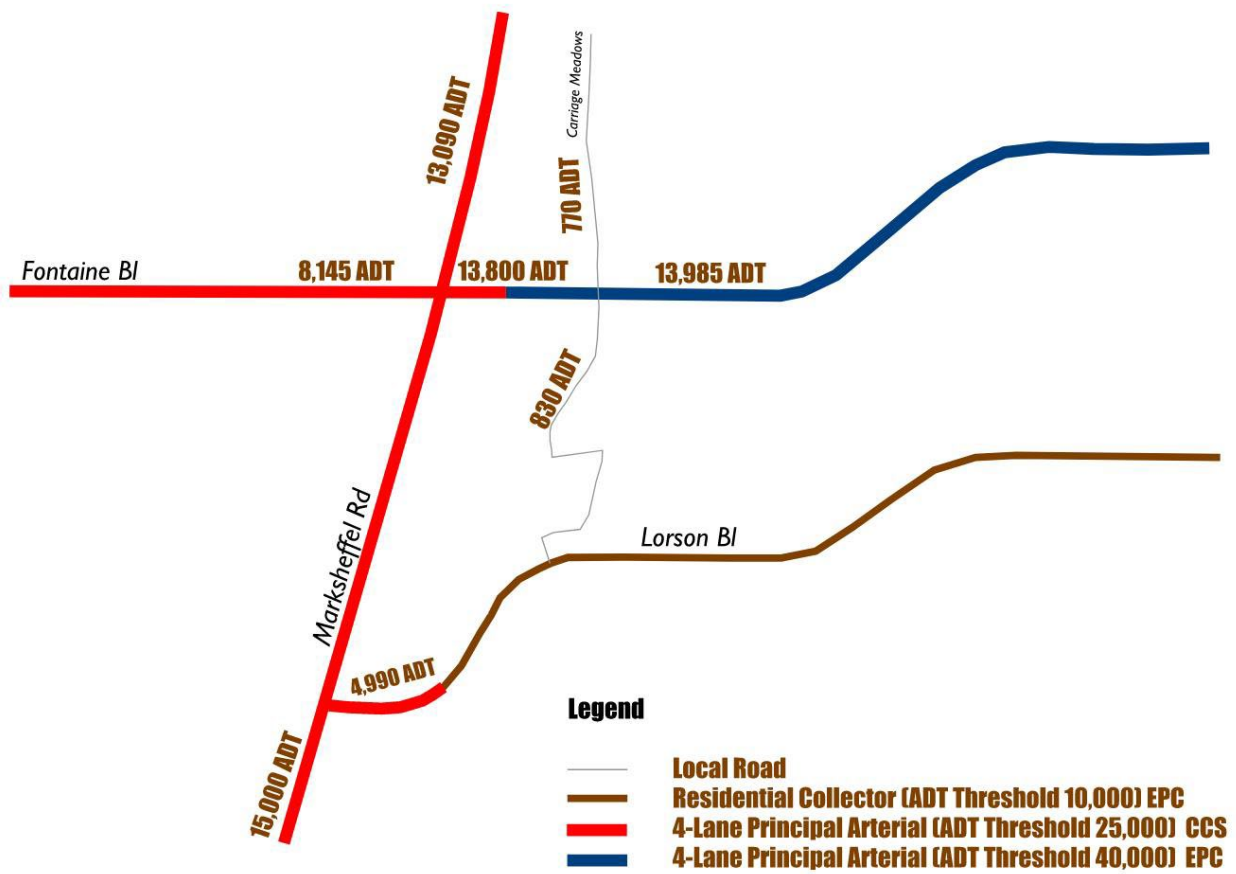 Carriage Meadows
13,090 ADT
770 ADT
Fontaine Bl
8,145 ADT
13,800 ADT
13,985 ADT
830 ADT
Marksheffel Rd
Lorson Bl
4,990 ADT
15,000 ADT
Legend
Local Road
Residential Collector (ADT Threshold 10,000) EPC
4-Lane Principal Arterial (ADT Threshold 25,000) CCS
4-Lane Principal Arterial (ADT Threshold 40,000) EPC